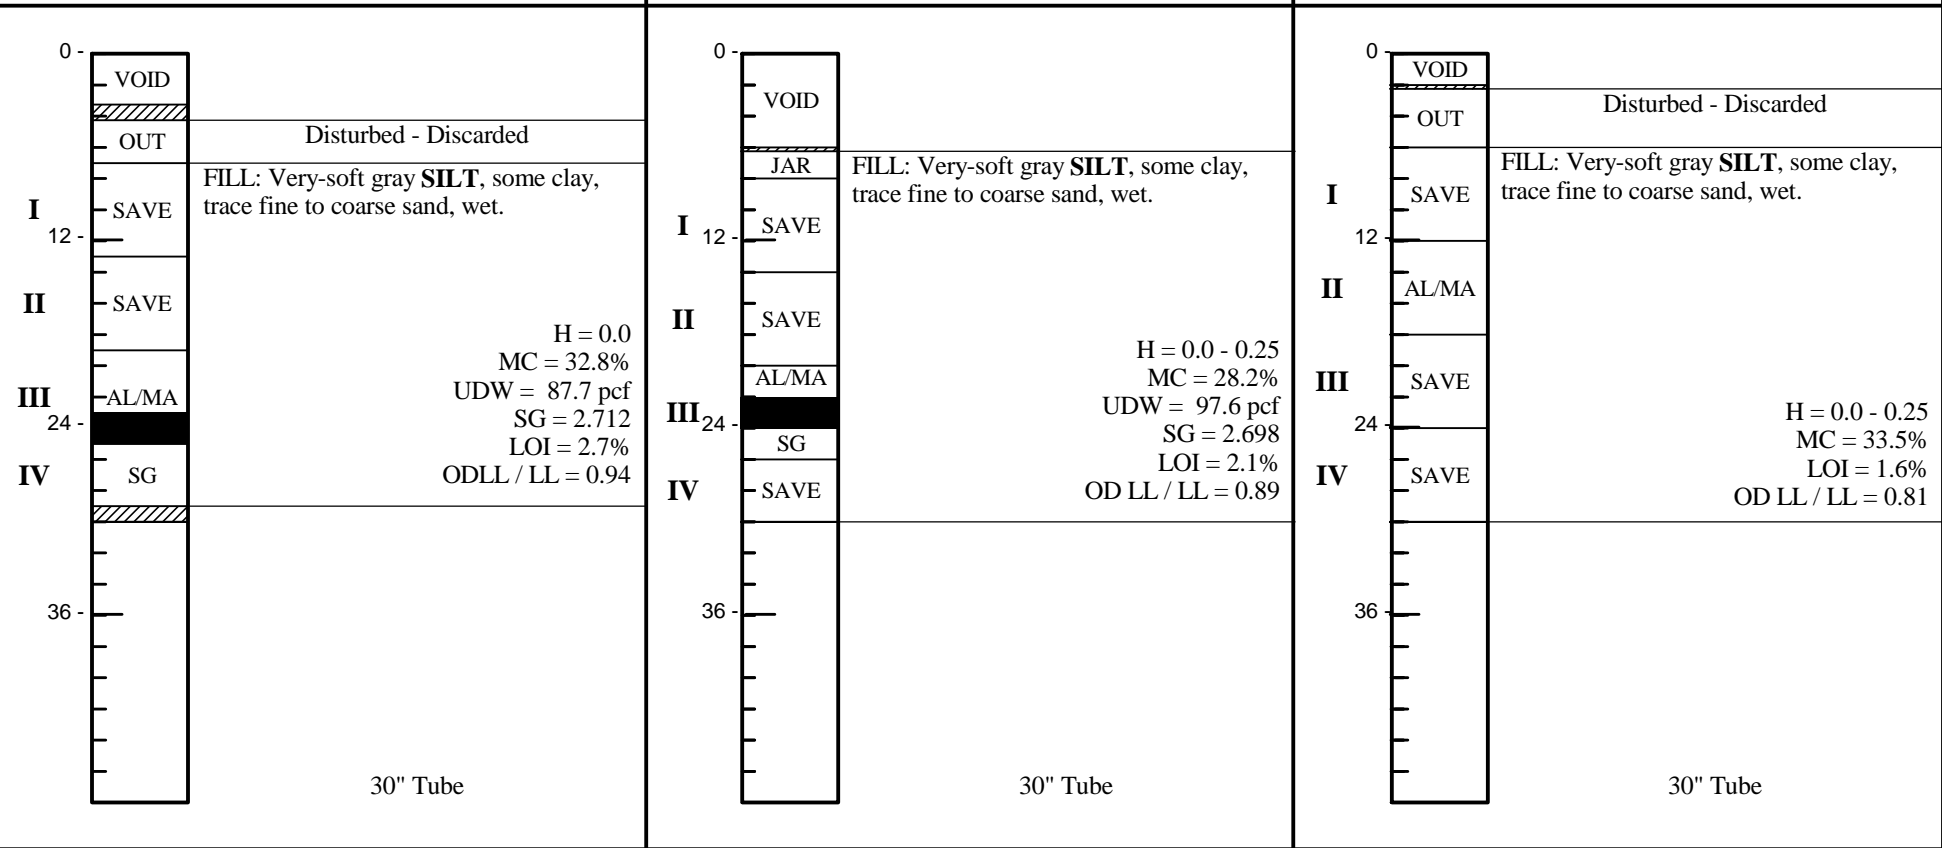 0 -
VOID
OUT
Disturbed - Discarded
FILL: Very-soft gray SILT, some clay,
trace fine to coarse sand, wet.
I
SAVE
12 -
II
SAVE
H = 0.0
MC = 32.8%
UDW = 87.7 pcf
SG = 2.712
LOI = 2.7%
ODLL / LL = 0.94
III
AL/MA
24 -
IV
SG
36 -
30" Tube
0 -
VOID
JAR
FILL: Very-soft gray SILT, some clay,
trace fine to coarse sand, wet.
I
SAVE
12 -
II
SAVE
H = 0.0 - 0.25
MC = 28.2%
UDW = 97.6 pcf
SG = 2.698
LOI = 2.1%
OD LL / LL = 0.89
AL/MA
III
24 -
SG
IV
SAVE
36 -
30" Tube
0 -
VOID
OUT
Disturbed - Discarded
FILL: Very-soft gray SILT, some clay,
trace fine to coarse sand, wet.
I
SAVE
12 -
II
AL/MA
III
SAVE
24 -
H = 0.0 - 0.25
MC = 33.5%
LOI = 1.6%
OD LL / LL = 0.81
IV
SAVE
36 -
30" Tube